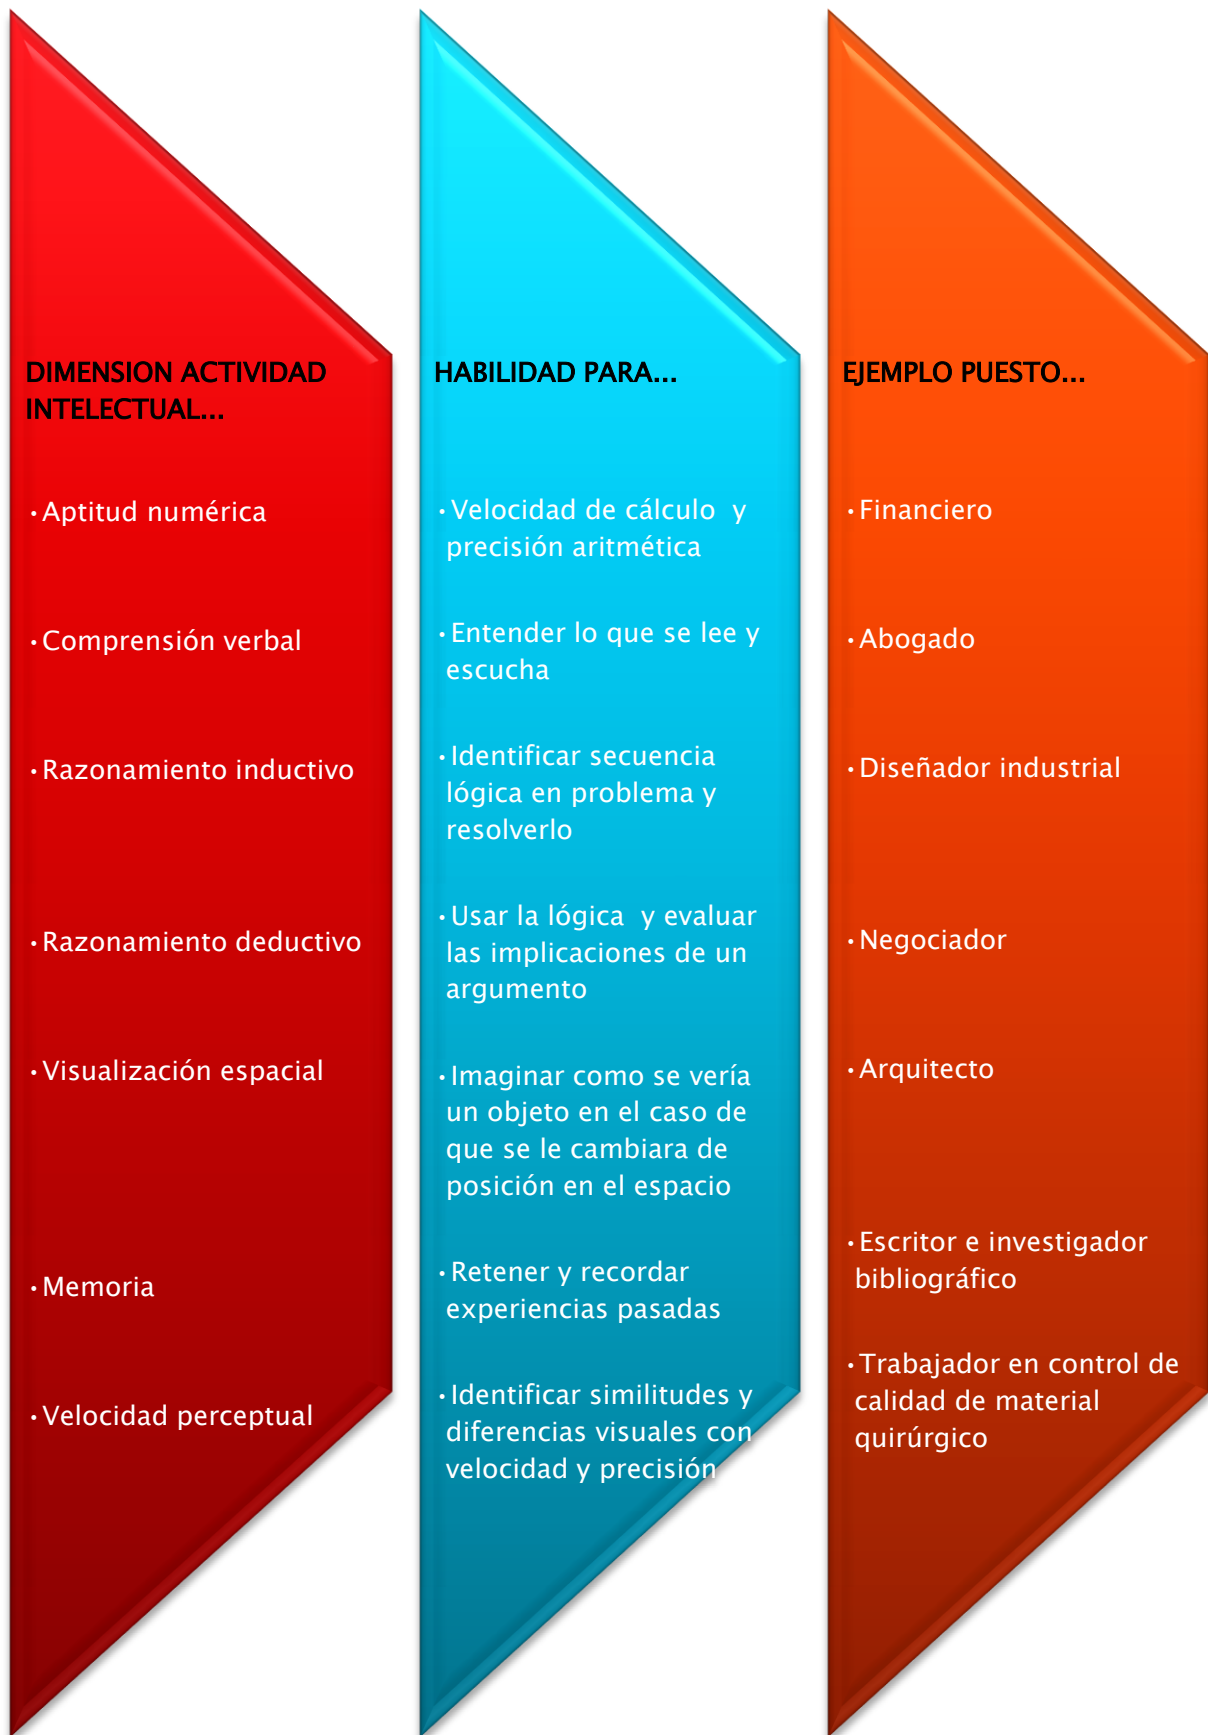 DIMENSION ACTIVIDAD
INTELECTUAL...
•Aptitud numérica
•Comprensión verbal
•Razonamiento inductivo
•Razonamiento deductivo
•Visualización espacial
•Memoria
•Velocidad perceptual
HABILIDAD PARA...
•Velocidad de cálculo  y
precisión aritmética
•Entender lo que se lee y
escucha
•Identificar secuencia
lógica en problema y
resolverlo
•Usar la lógica  y evaluar
las implicaciones de un
argumento
•Imaginar como se vería
un objeto en el caso de
que se le cambiara de
posición en el espacio
•Retener y recordar
experiencias pasadas
•Identificar similitudes y
diferencias visuales con
velocidad y precisión
EJEMPLO PUESTO...
•Financiero
•Abogado
•Diseñador industrial
•Negociador
•Arquitecto
•Escritor e investigador
bibliográfico
•Trabajador en control de
calidad de material
quirúrgico